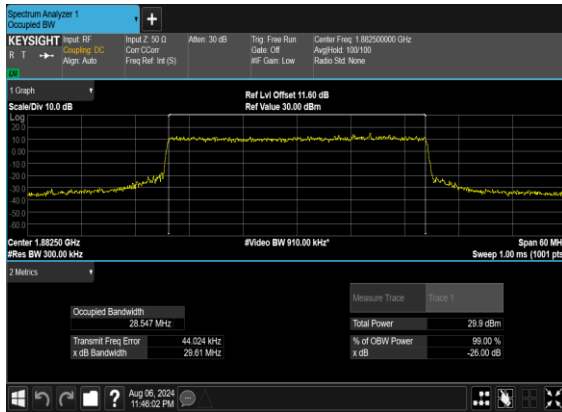 Spectrum Analyzer 1
Occupied BW
+
KEYSIGHT Input: RF Input Z: 50 Ω Atten: 30 dB Trig: Free Run Center Freq: 1.882500000 GHz
R T Coupling: DC Corr CCorr Gate: Off Avg|Hold: 100/100
Align: Auto Freq Ref: Int (S) #IF Gain: Low Radio Std: None
LW
1 Graph
Ref Lvl Offset 11.60 dB
Scale/Div 10.0 dB Ref Value 30.00 dBm
Log
20.0
10.0
0.00
-10.0
-20.0
-30.0
-40.0
-50.0
-60.0
Center 1.88250 GHz #Video BW 910.00 kHz* Span 60 MH
#Res BW 300.00 kHz Sweep 1.00 ms (1001 pts
2 Metrics
Measure Trace Trace 1
Occupied Bandwidth
28.547 MHz Total Power 29.9 dBm
Transmit Freq Error 44.024 kHz % of OBW Power 99.00 %
x dB Bandwidth 29.61 MHz x dB -26.00 dB
? Aug 06, 2024
11:46:02 PM